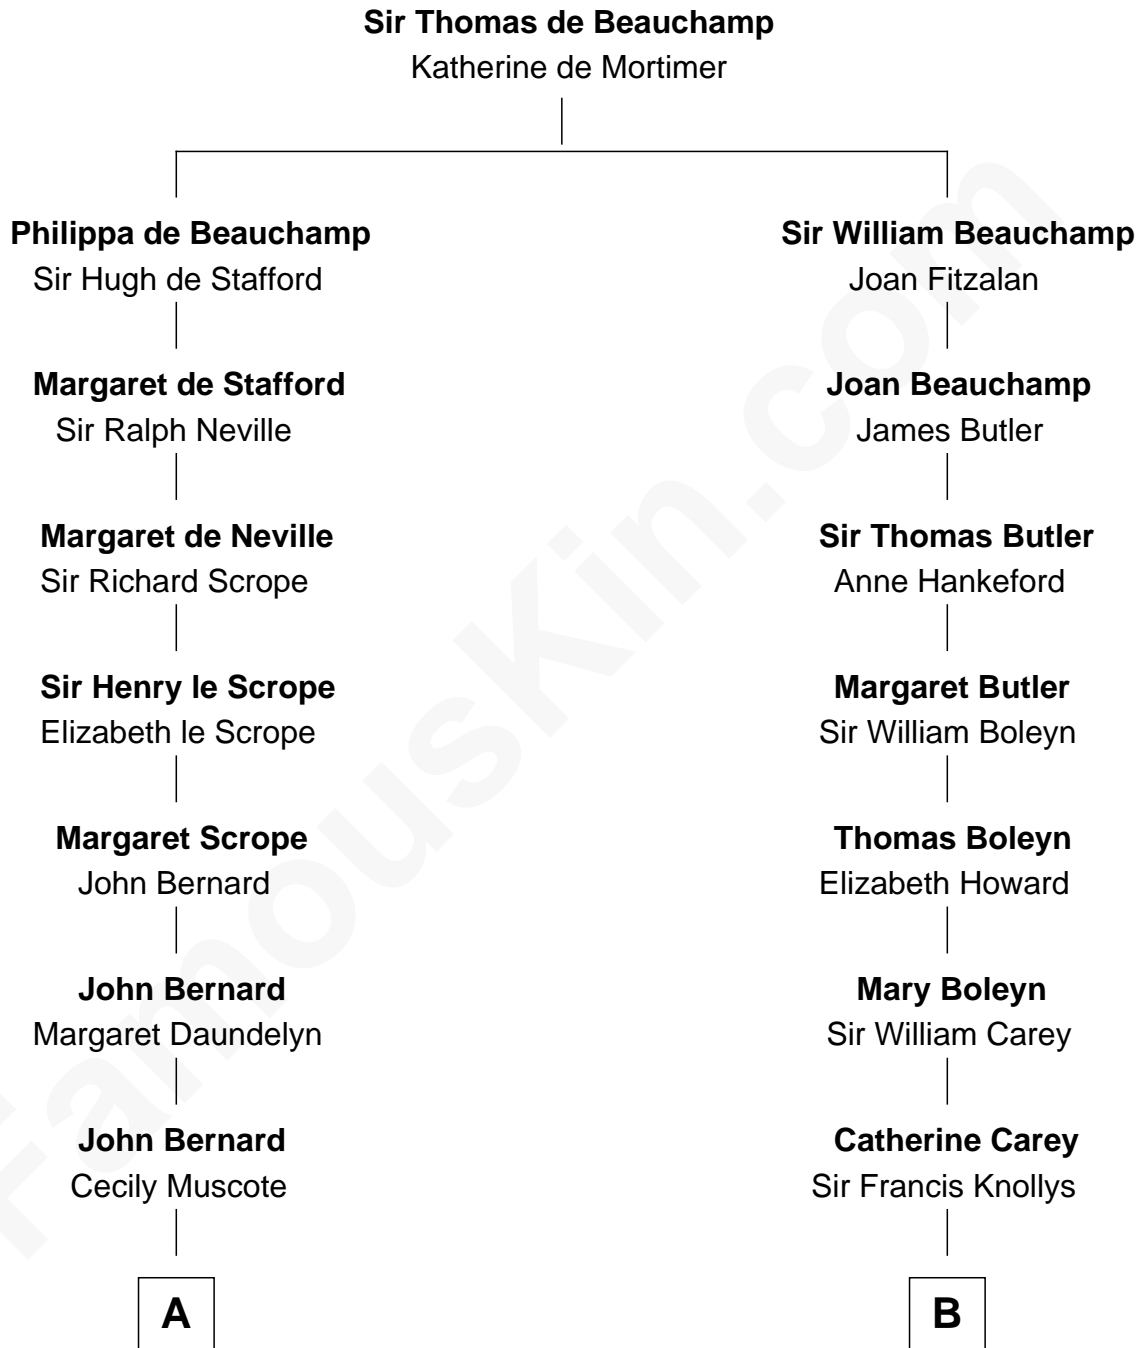 Sir Thomas de Beauchamp
Katherine de Mortimer
Philippa de Beauchamp
Sir Hugh de Stafford
Margaret de Stafford
Sir Ralph Neville
Margaret de Neville
Sir Richard Scrope
Sir Henry le Scrope
Elizabeth le Scrope
Margaret Scrope
John Bernard
John Bernard
Margaret Daundelyn
John Bernard
Cecily Muscote
A
Sir William Beauchamp
Joan Fitzalan
Joan Beauchamp
James Butler
Sir Thomas Butler
Anne Hankeford
Margaret Butler
Sir William Boleyn
Thomas Boleyn
Elizabeth Howard
Mary Boleyn
Sir William Carey
Catherine Carey
Sir Francis Knollys
B
FamousKin.com